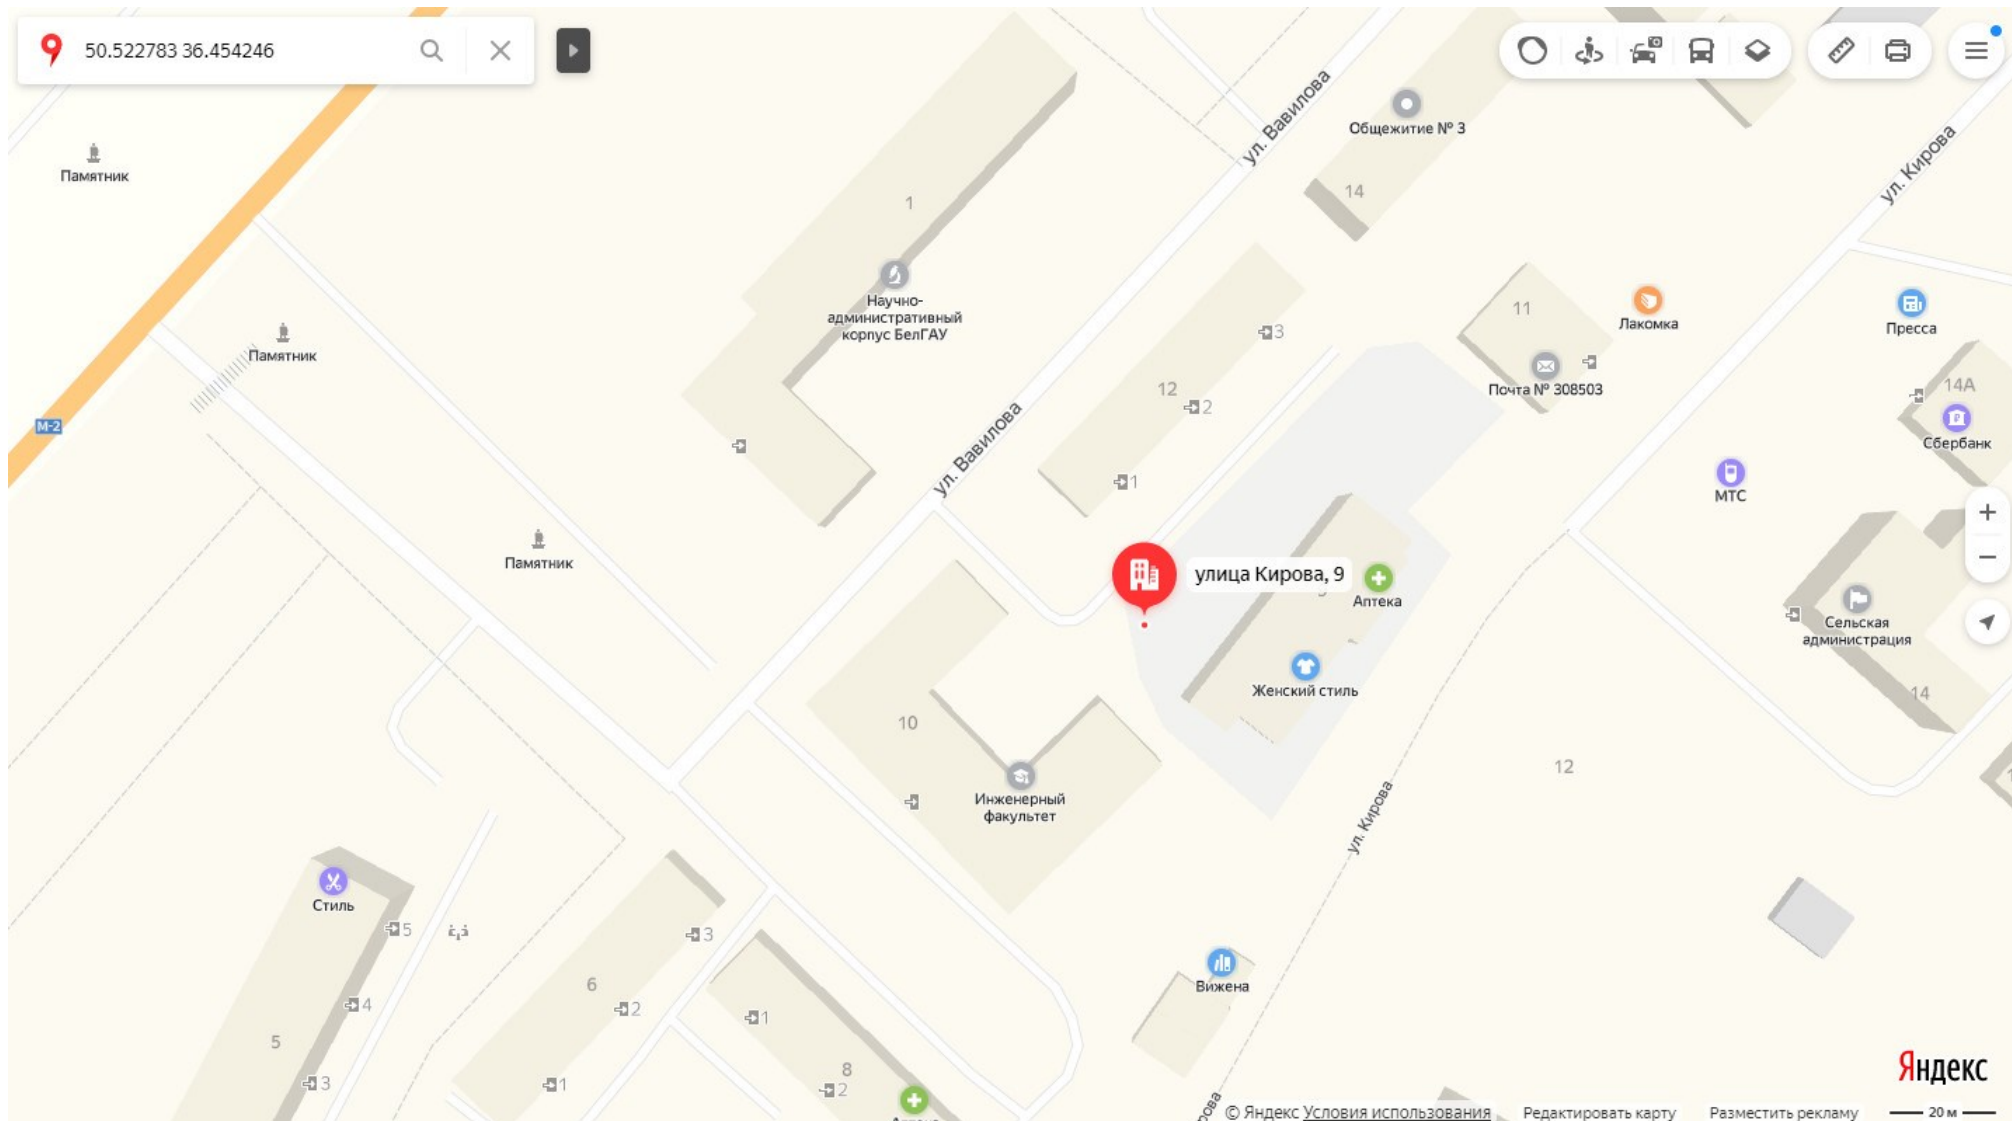 50.522783 36.454246
Памятник
ул. Вавилова
Общежитие № 3
14
ул. Кирова
1
Научно-
административный
корпус БелГАУ
Памятник
M-2
11
Лакомка
Пресса
3
12
2
Почта № 308503
14А
Сбербанк
ул. Вавилова
1
МТС
Памятник
улица Кирова, 9
Аптека
Сельская
администрация
Женский стиль
14
10
12
Инженерный
факультет
ул. Кирова
Стиль
5
3
Вижена
6
4
2
1
5
3
1
8
2
Яндекс
© Яндекс Условия использования
Редактировать карту
Разместить рекламу
20 м